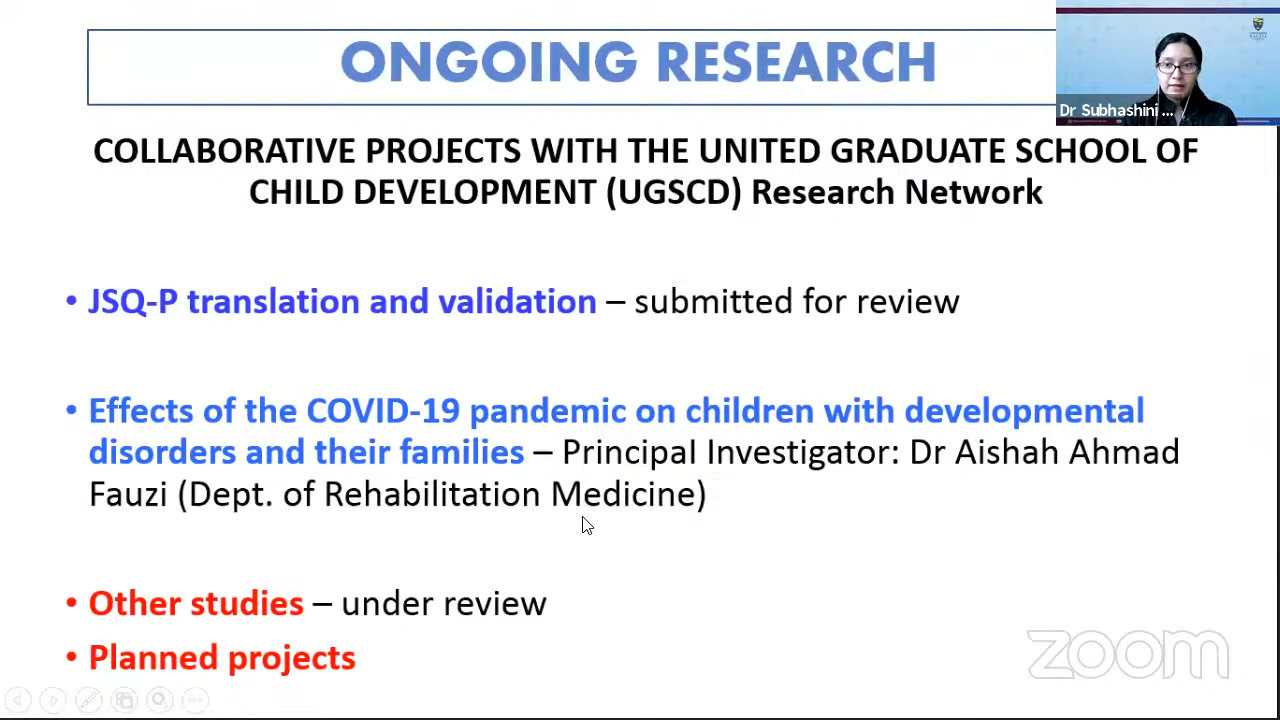 ONGOING RESEARCH
Dr Subhashini ...
COLLABORATIVE PROJECTS WITH THE UNITED GRADUATE SCHOOL OF
CHILD DEVELOPMENT (UGSCD) Research Network
• JSQ-P translation and validation – submitted for review
• Effects of the COVID-19 pandemic on children with developmental
disorders and their families – Principal Investigator: Dr Aishah Ahmad
Fauzi (Dept. of Rehabilitation Medicine)
• Other studies – under review
• Planned projects
zoom